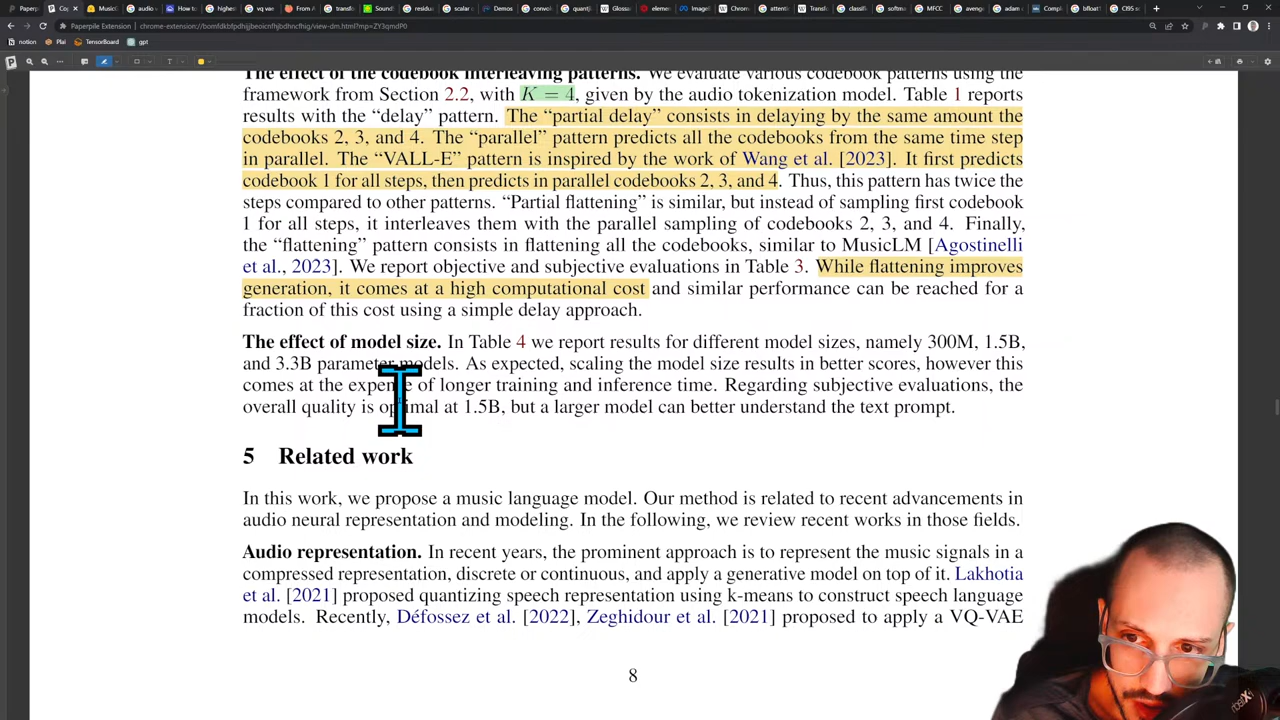 Paperpile
chrome-extension://bomfdkbfpdhijjbeoicnfhjbdhncfhig/view-dm.html?mp=ZY3qmdP0
notion Plai TensorBoard gpt
The effect of the codebook interleaving patterns. We evaluate various codebook patterns using the
framework from Section 2.2, with K = 4, given by the audio tokenization model. Table 1 reports
results with the “delay” pattern. The “partial delay” consists in delaying by the same amount the
codebooks 2, 3, and 4. The “parallel” pattern predicts all the codebooks from the same time step
in parallel. The “VALL-E” pattern is inspired by the work of Wang et al. [2023]. It first predicts
codebook 1 for all steps, then predicts in parallel codebooks 2, 3, and 4. Thus, this pattern has twice the
steps compared to other patterns. “Partial flattening” is similar, but instead of sampling first codebook
1 for all steps, it interleaves them with the parallel sampling of codebooks 2, 3, and 4. Finally,
the “flattening” pattern consists in flattening all the codebooks, similar to MusicLM [Agostinelli
et al., 2023]. We report objective and subjective evaluations in Table 3. While flattening improves
generation, it comes at a high computational cost and similar performance can be reached for a
fraction of this cost using a simple delay approach.
The effect of model size. In Table 4 we report results for different model sizes, namely 300M, 1.5B,
and 3.3B parameter models. As expected, scaling the model size results in better scores, however this
comes at the expense of longer training and inference time. Regarding subjective evaluations, the
overall quality is optimal at 1.5B, but a larger model can better understand the text prompt.
5 Related work
In this work, we propose a music language model. Our method is related to recent advancements in
audio neural representation and modeling. In the following, we review recent works in those fields.
Audio representation. In recent years, the prominent approach is to represent the music signals in a
compressed representation, discrete or continuous, and apply a generative model on top of it. Lakhotia
et al. [2021] proposed quantizing speech representation using k-means to construct speech language
models. Recently, Défossez et al. [2022], Zeghidour et al. [2021] proposed to apply a VQ-VAE
8